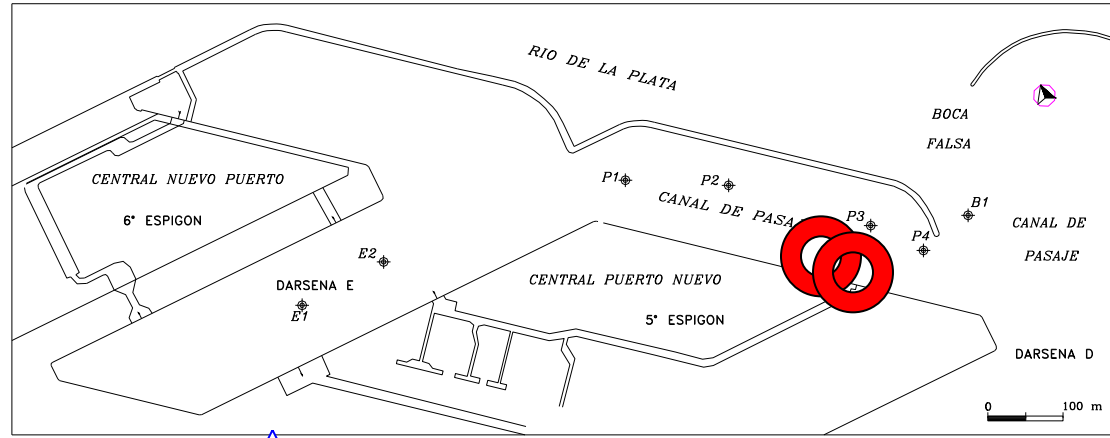 RIO DE LA PLATA
BOCA
FALSA
CENTRAL NUEVO PUERTO
6° ESPIGON
P1
P2
CANAL DE PASAJE
P3
P4
B1
CANAL DE
PASAJE
E2
DARSENA E
E1
CENTRAL PUERTO NUEVO
5° ESPIGON
DARSENA D
0 100 m